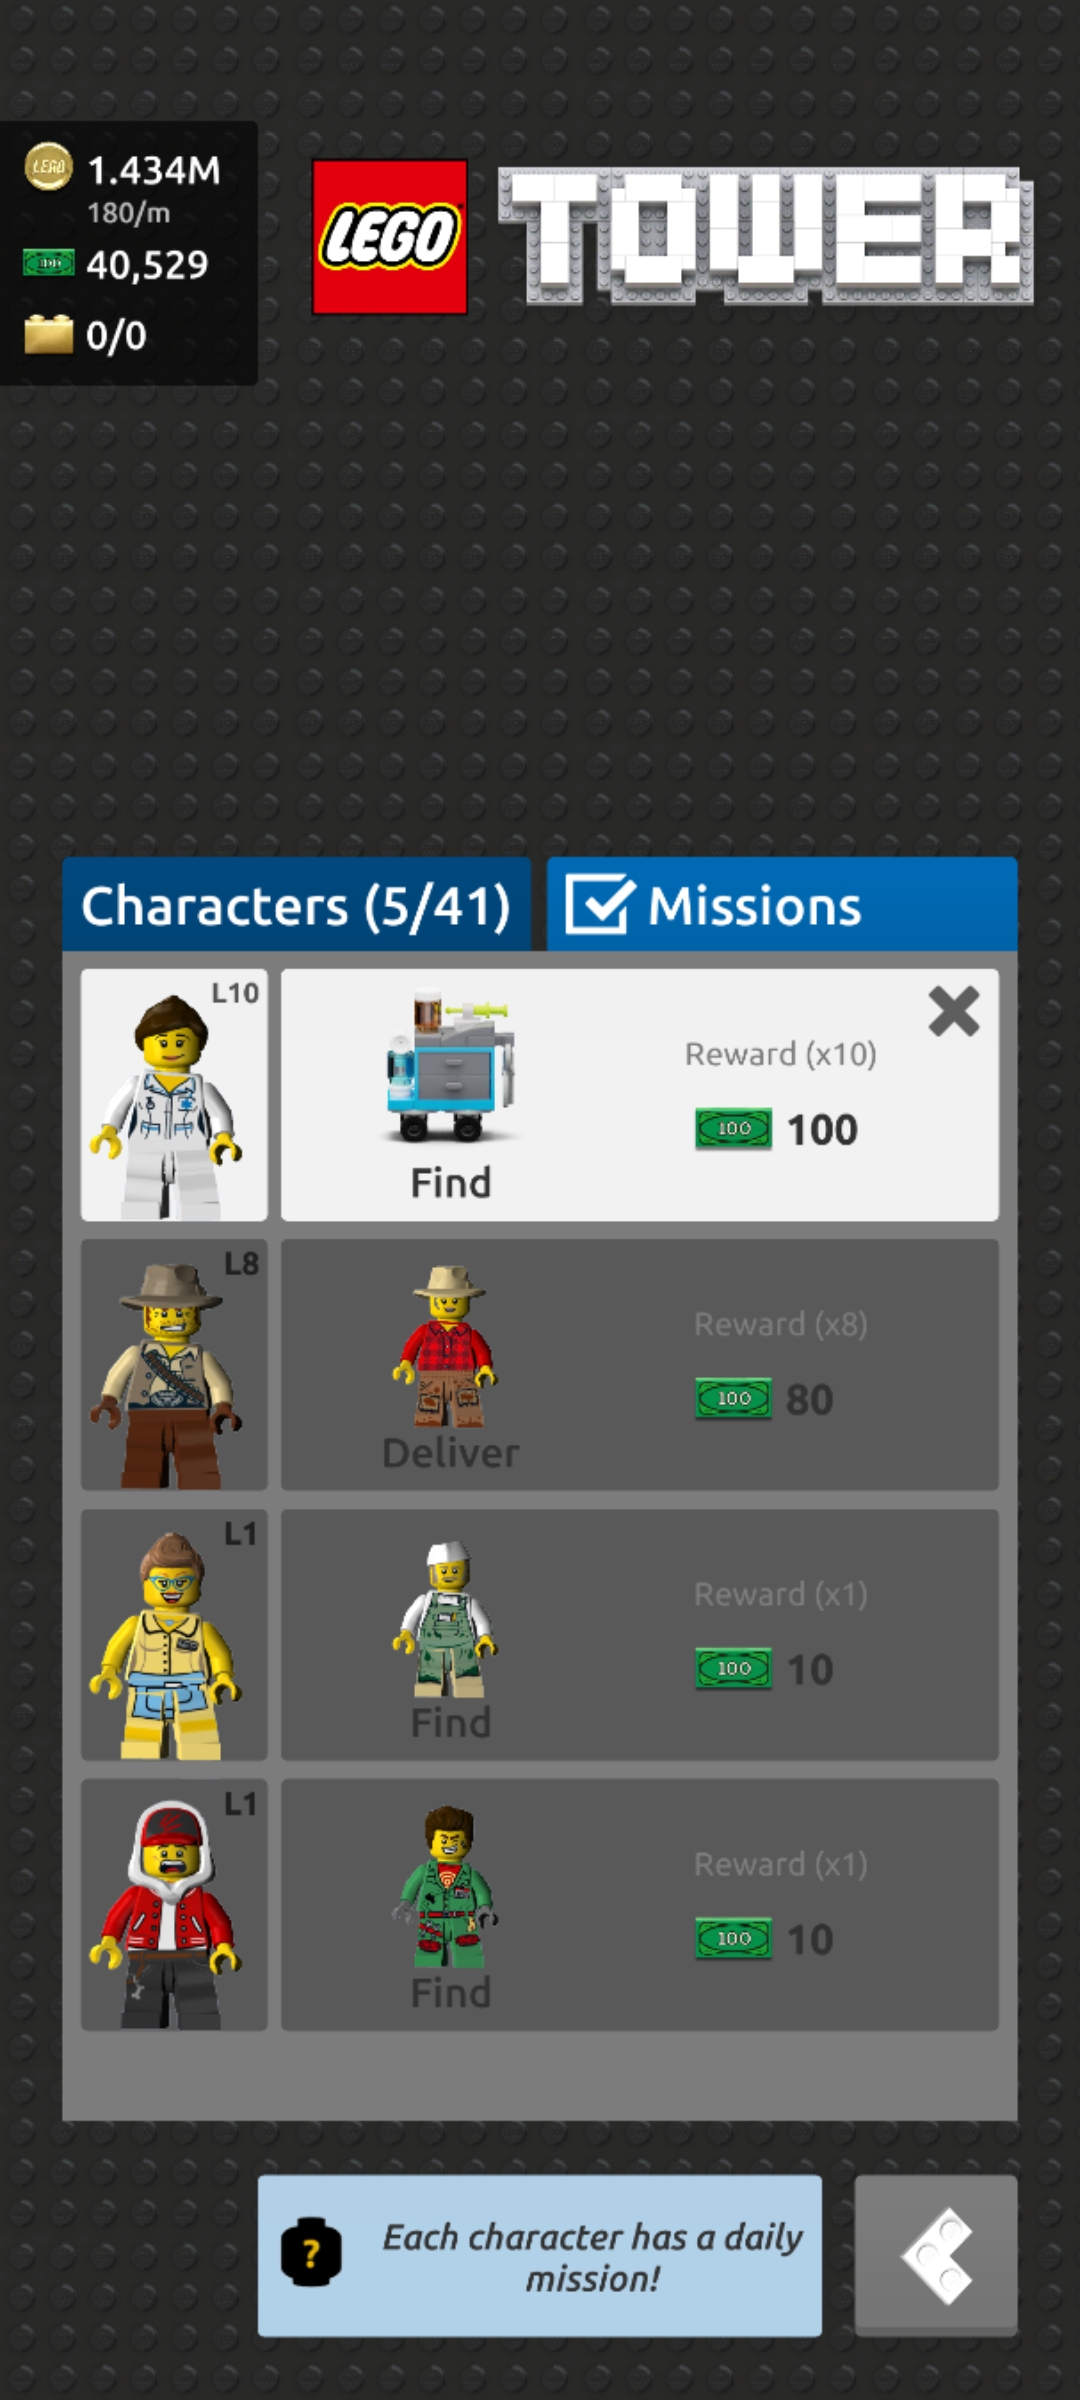 1.434M
180/m
40,529
0/0
LEGO TOWER
Characters (5/41)
Missions
L10
Find
Reward (x10)
100 100
L8
Deliver
Reward (x8)
100 80
L1
Find
Reward (x1)
100 10
L1
Find
Reward (x1)
100 10
?
Each character has a daily
mission!